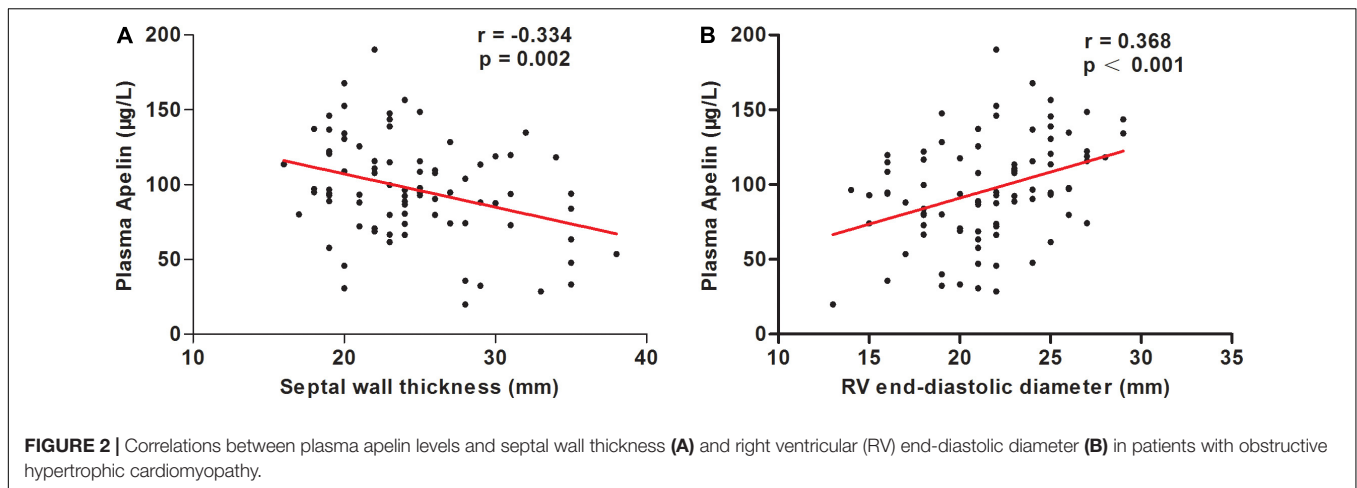 A
r = -0.334
p = 0.002
200
150
100
50
0
Plasma Apelin (µg/L)
10 20 30 40
Septal wall thickness (mm)
B
r = 0.368
p < 0.001
200
150
100
50
0
Plasma Apelin (µg/L)
10 15 20 25 30 35
RV end-diastolic diameter (mm)
FIGURE 2 | Correlations between plasma apelin levels and septal wall thickness (A) and right ventricular (RV) end-diastolic diameter (B) in patients with obstructive
hypertrophic cardiomyopathy.